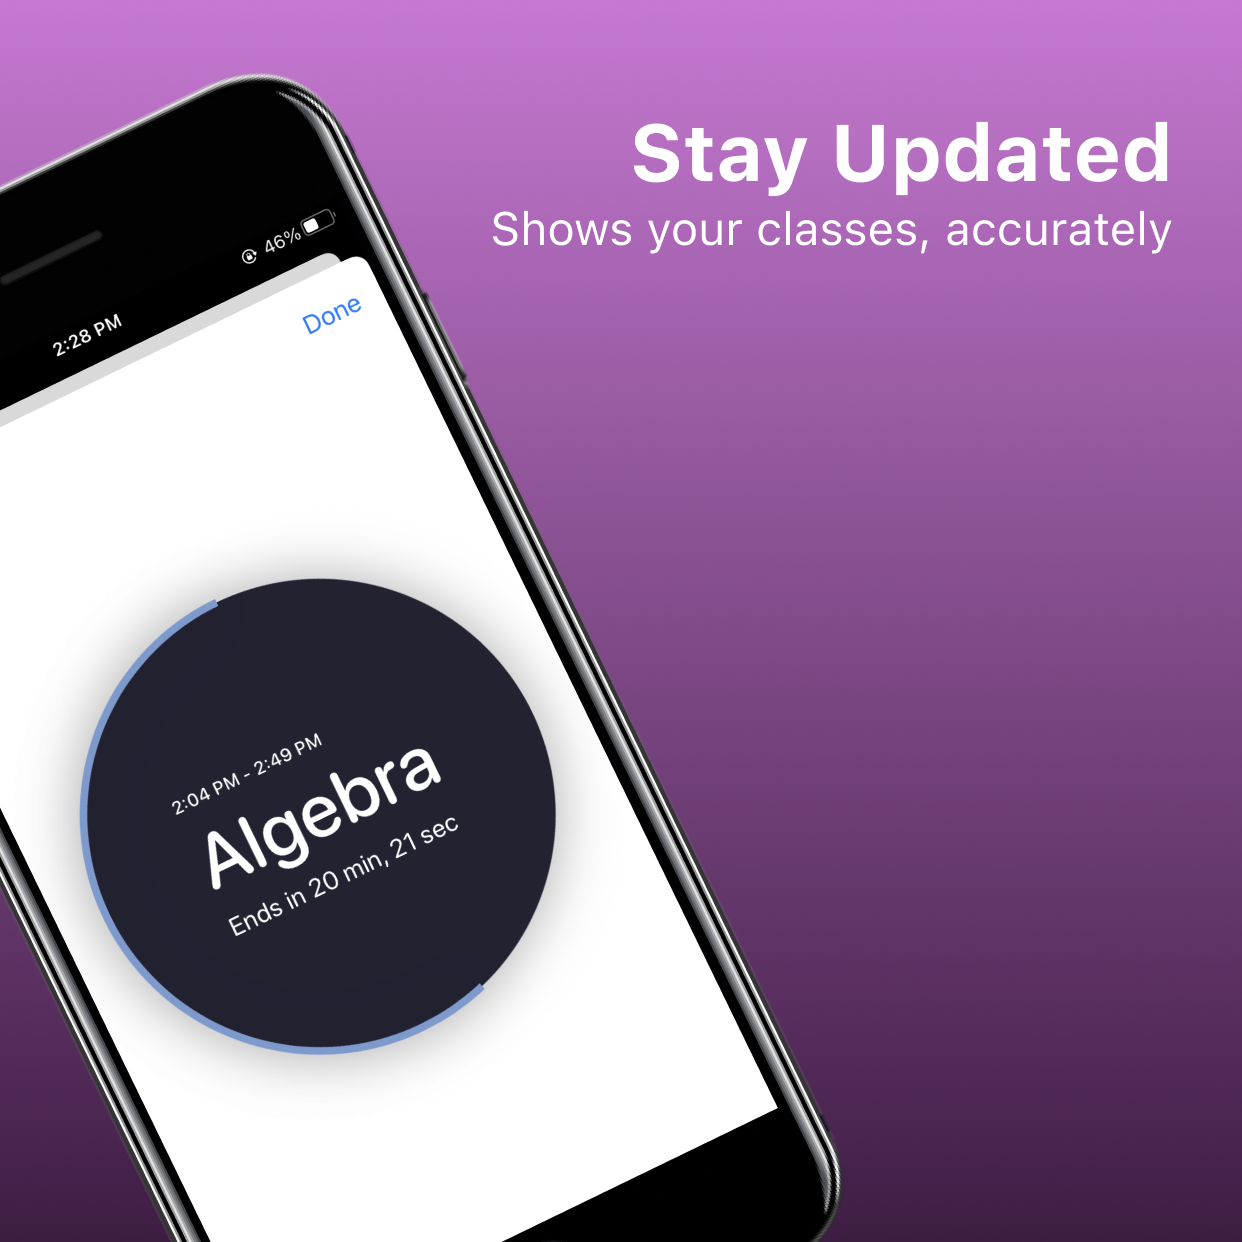 Stay Updated
Shows your classes, accurately
46%
2:28 PM
Done
2:04 PM - 2:49 PM
Algebra
Ends in 20 min, 21 sec